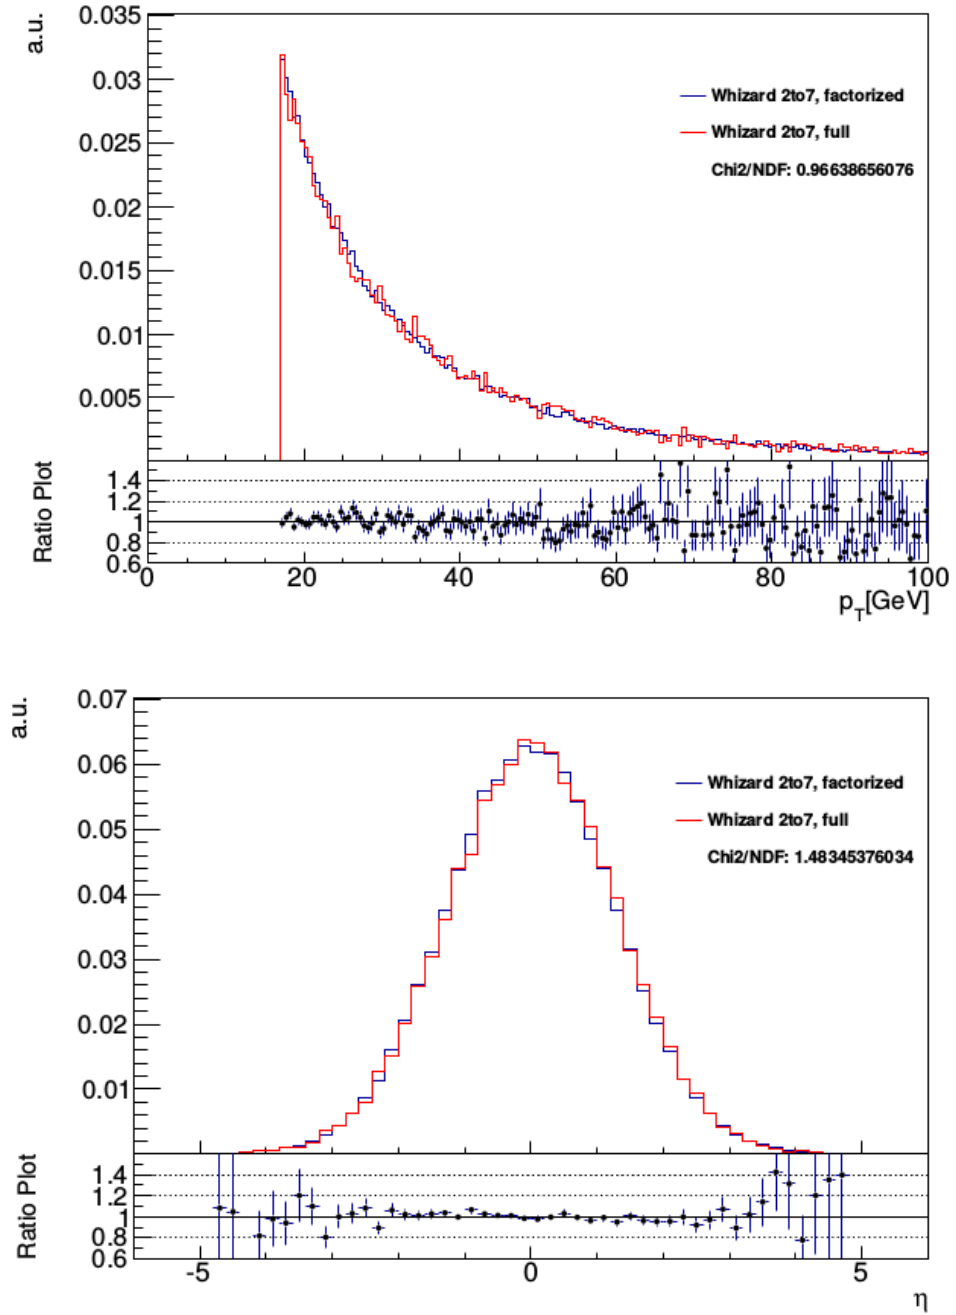 a.u.
0.035
0.03
0.025
0.02
0.015
0.01
0.005
Whizard 2to7, factorized
Whizard 2to7, full
Chi2/NDF: 0.96638656076
Ratio Plot
1.4
1.2
1
0.8
0.6
0 20 40 60 80 100
pT[GeV]
a.u.
0.07
0.06
0.05
0.04
0.03
0.02
0.01
Whizard 2to7, factorized
Whizard 2to7, full
Chi2/NDF: 1.48345376034
Ratio Plot
1.4
1.2
1
0.8
0.6
-5 0 5
η